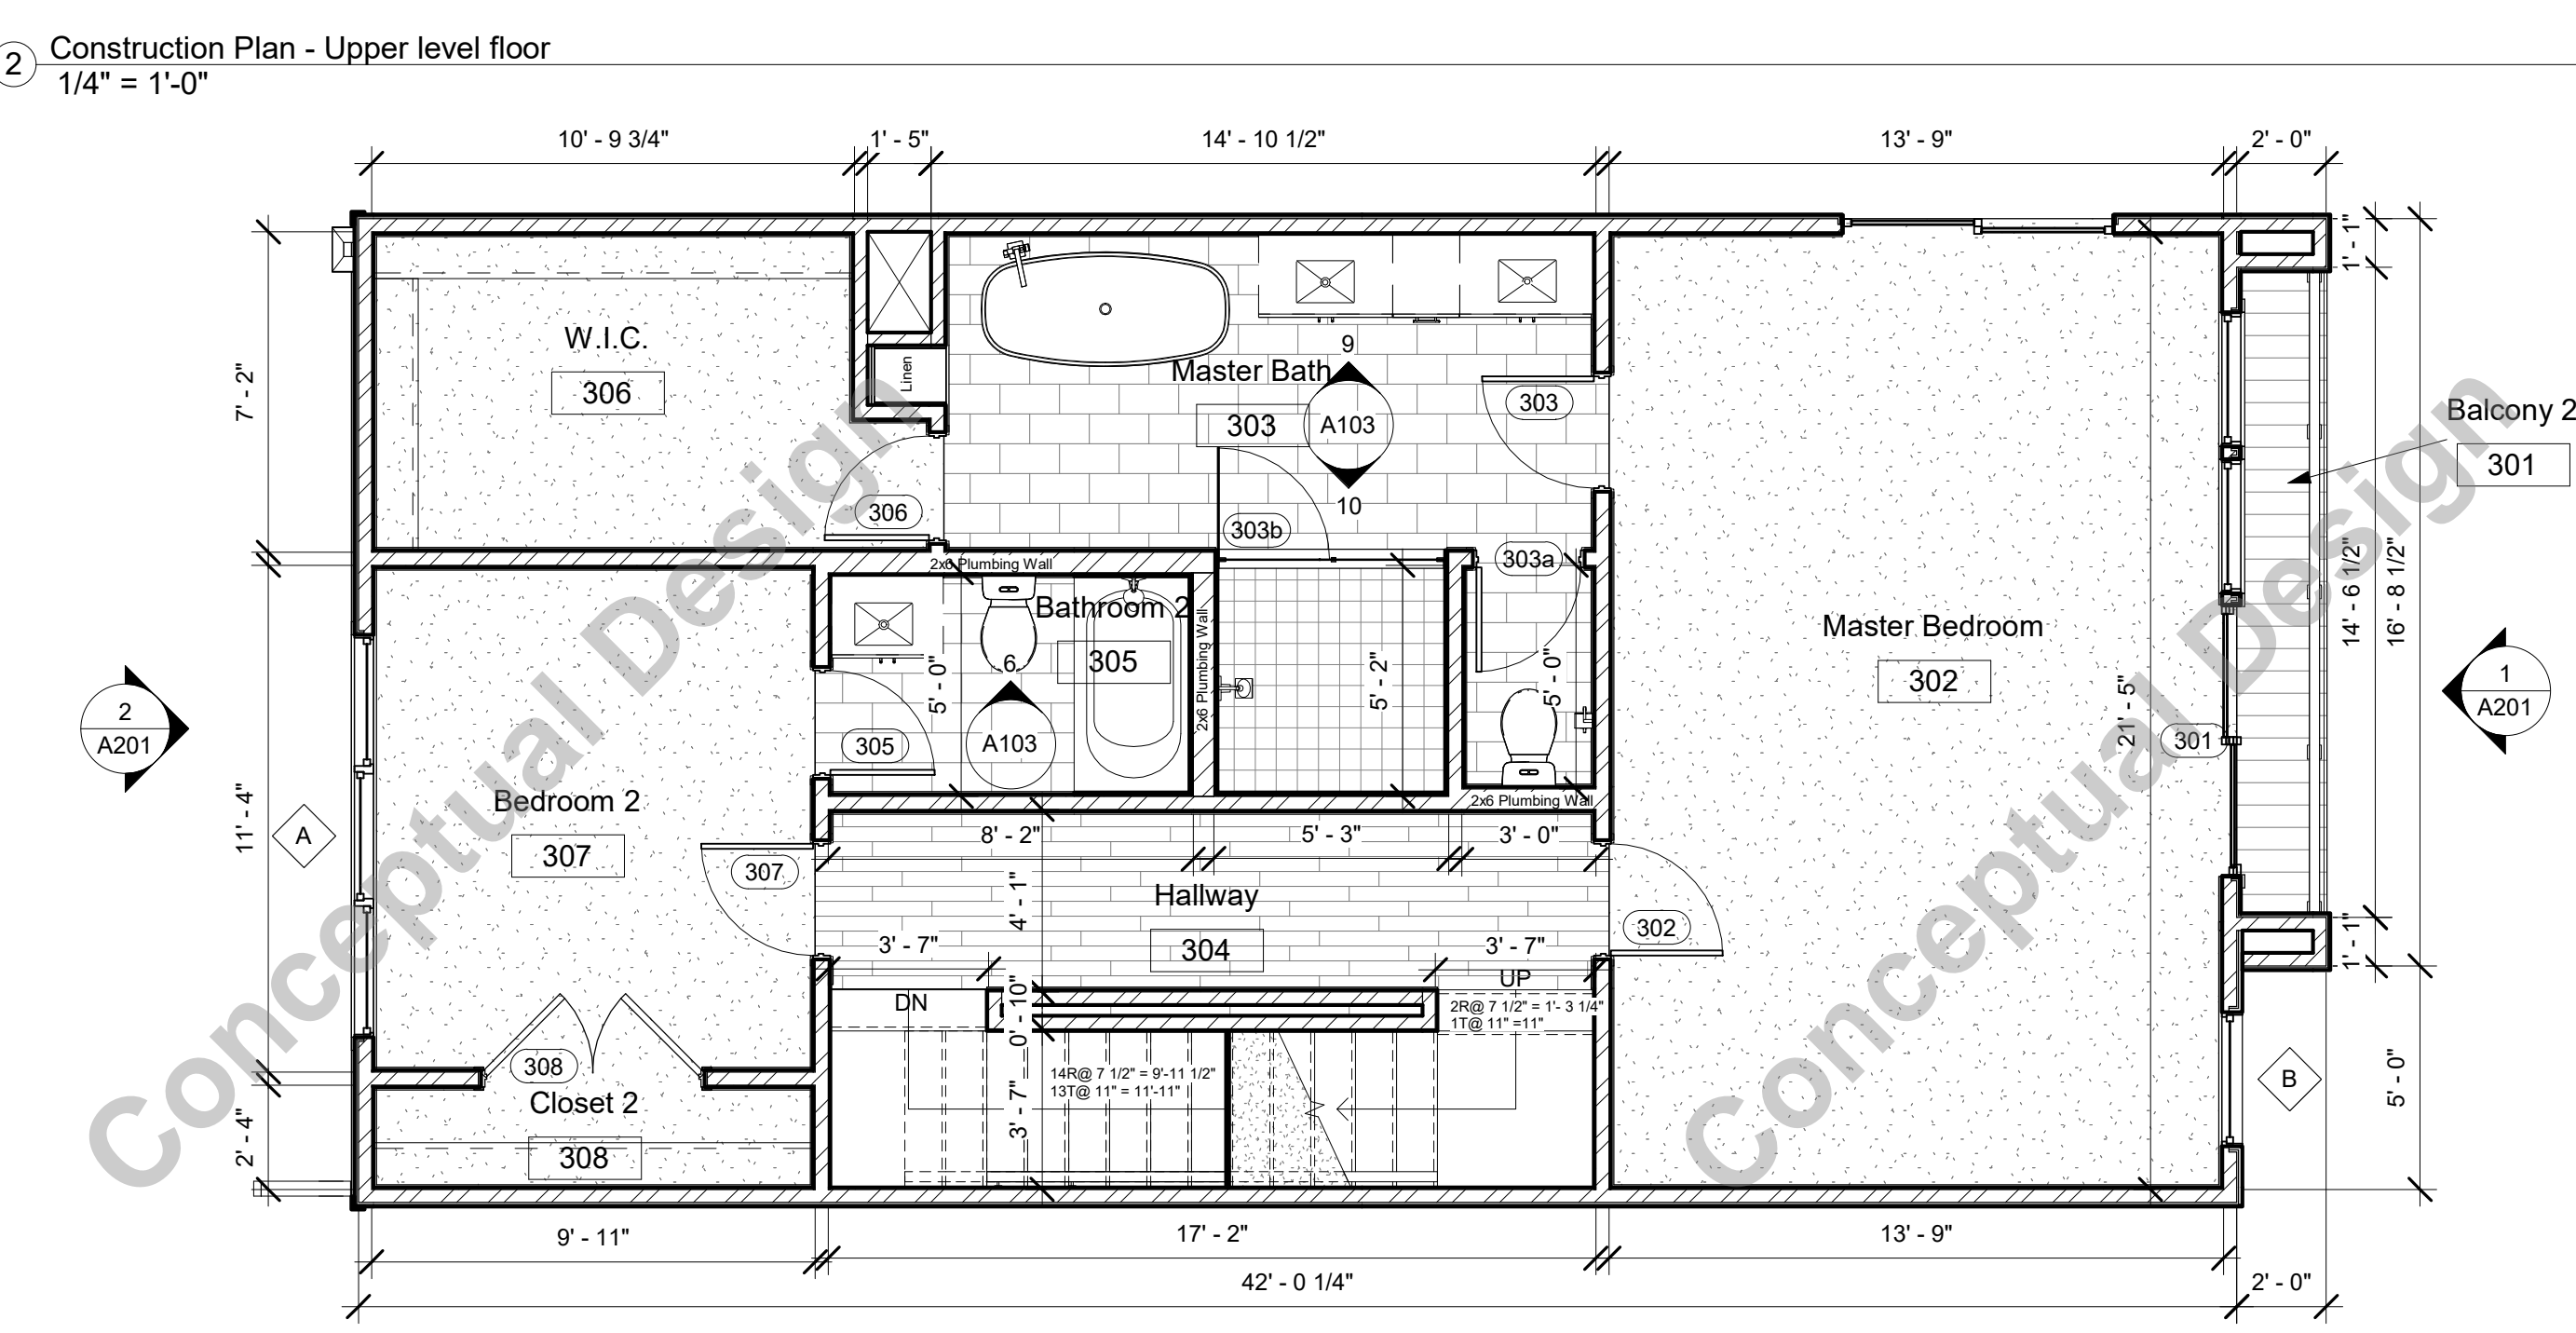 2
Construction Plan - Upper level floor
1/4" = 1'-0"
10' - 9 3/4"
1' - 5"
14' - 10 1/2"
13' - 9"
2' - 0"
1' - 1"
7' - 2"
W.I.C.
306
Linen
Master Bath
303
9
A103
10
303
306
303b
303a
Balcony 2
301
14' - 6 1/2"
16' - 8 1/2"
2x6 Plumbing Wall
Bathroom 2
305
5' - 0"
6
A103
305
2x6 Plumbing Wall
5' - 2"
5' - 0"
2x6 Plumbing Wall
Master Bedroom
302
21' - 5"
301
2
A201
1
A201
11' - 4"
A
Bedroom 2
307
307
8' - 2"
5' - 3"
3' - 0"
4' - 1"
Hallway
304
3' - 7"
3' - 7"
302
1' - 1"
DN
UP
0' - 10"
2R@ 7 1/2" = 1'- 3 1/4"
1T@ 11" =11"
14R@ 7 1/2" = 9'-11 1/2"
13T@ 11" = 11'-11"
3' - 7"
308
Closet 2
308
2' - 4"
B
5' - 0"
9' - 11"
17' - 2"
13' - 9"
42' - 0 1/4"
2' - 0"
Conceptual Design
Conceptual Design